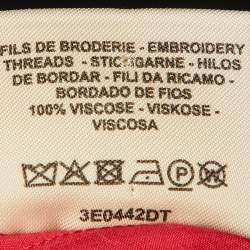 FILS DE BRODERIE - EMBROIDERY
THREADS - STICKGARNE - HILOS
DE BORDAR - FILI DA RICAMO -
BORDADO DE FIOS
100% VISCOSE - VISKOSE -
VISCOSA
P
3E0442DT